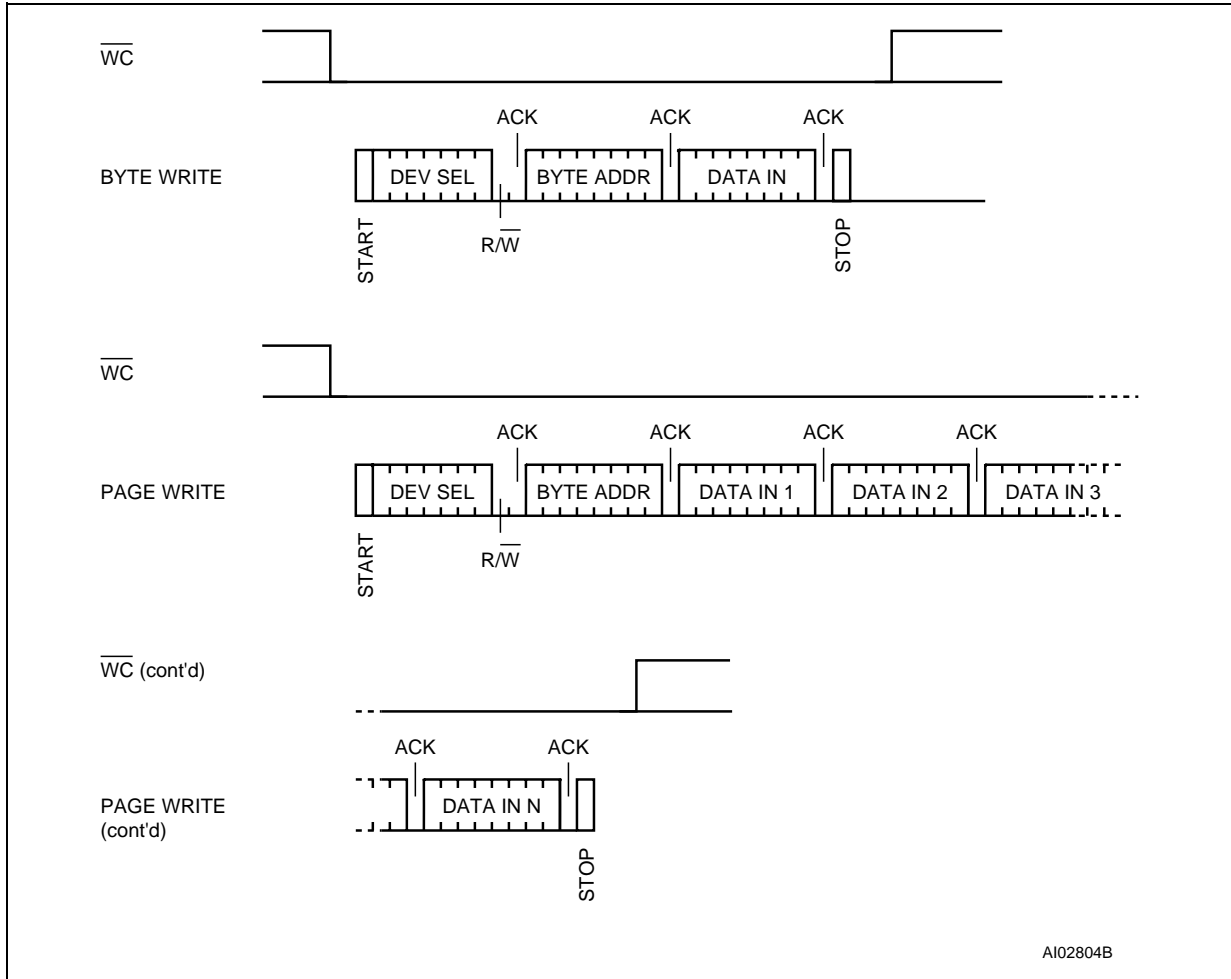 WC
ACK ACK ACK
BYTE WRITE DEV SEL BYTE ADDR DATA IN
START R/W STOP
WC
ACK ACK ACK ACK
PAGE WRITE DEV SEL BYTE ADDR DATA IN 1 DATA IN 2 DATA IN 3
START R/W
WC (cont'd)
ACK ACK
PAGE WRITE
(cont'd)
DATA IN N
STOP
AI02804B